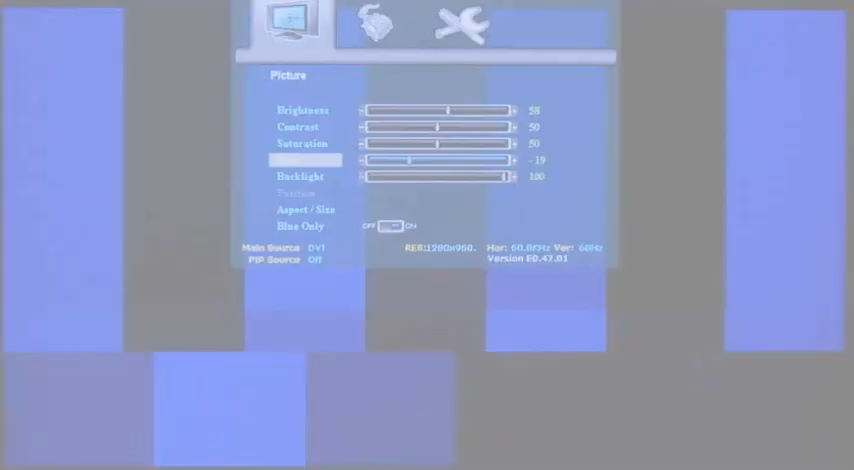 Picture
Brightness 58
Contrast 50
Saturation 50
-19
Backlight 100
Function
Aspect / Size
Blue Only OFF ON
Main Source DVI RES:1280x960. Hor: 60.0KHz Ver: 60Hz
PIP Source Off Version E0.47.01